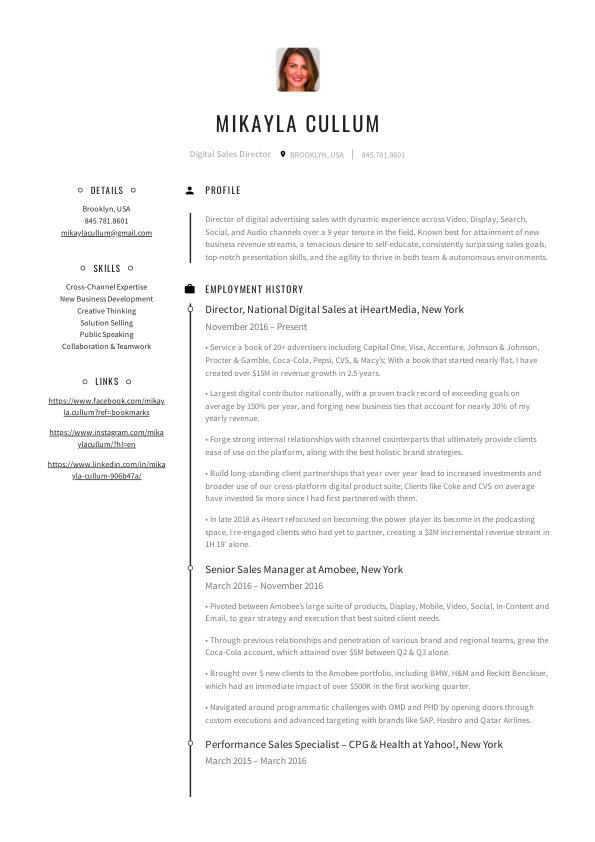 MIKAYLA CULLUM
Digital Sales Director BROOKLYN, USA 845.781.8601
DETAILS
Brooklyn, USA
845.781.8601
mikaylacullum@gmail.com
SKILLS
Cross-Channel Expertise
New Business Development
Creative Thinking
Solution Selling
Public Speaking
Collaboration & Teamwork
LINKS
https://www.facebook.com/mikay
la.cullum?ref=bookmarks
https://www.instagram.com/mika
ylacullum/?hl=en
https://www.linkedin.com/in/mika
yla-cullum-906b47a/
PROFILE
Director of digital advertising sales with dynamic experience across Video, Display, Search,
Social, and Audio channels over a 9 year tenure in the field. Known best for attainment of new
business revenue streams, a tenacious desire to self-educate, consistently surpassing sales goals,
top-notch presentation skills, and the agility to thrive in both team & autonomous environments.
EMPLOYMENT HISTORY
Director, National Digital Sales at iHeartMedia, New York
November 2016 – Present
• Service a book of 20+ advertisers including Capital One, Visa, Accenture, Johnson & Johnson,
Procter & Gamble, Coca-Cola, Pepsi, CVS, & Macy's; With a book that started nearly flat, I have
created over $15M in revenue growth in 2.5 years.
• Largest digital contributor nationally, with a proven track record of exceeding goals on
average by 150% per year, and forging new business ties that account for nearly 30% of my
yearly revenue.
• Forge strong internal relationships with channel counterparts that ultimately provide clients
ease of use on the platform, along with the best holistic brand strategies.
• Build long-standing client partnerships that year over year lead to increased investments and
broader use of our cross-platform digital product suite; Clients like Coke and CVS on average
have invested 5x more since I had first partnered with them.
• In late 2018 as iHeart refocused on becoming the power player its become in the podcasting
space, I re-engaged clients who had yet to partner, creating a $2M incremental revenue stream in
1H 19' alone.
Senior Sales Manager at Amobee, New York
March 2016 – November 2016
• Pivoted between Amobee's large suite of products, Display, Mobile, Video, Social, In-Content and
Email, to gear strategy and execution that best suited client needs.
• Through previous relationships and penetration of various brand and regional teams, grew the
Coca-Cola account, which attained over $5M between Q2 & Q3 alone.
• Brought over 5 new clients to the Amobee portfolio, including BMW, H&M and Reckitt Benckiser,
which had an immediate impact of over $500K in the first working quarter.
• Navigated around programmatic challenges with OMD and PHD by opening doors through
custom executions and advanced targeting with brands like SAP, Hasbro and Qatar Airlines.
Performance Sales Specialist – CPG & Health at Yahoo!, New York
March 2015 – March 2016